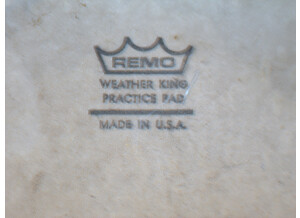 REMO
WEATHER KING
PRACTICE PAD
MADE IN U.S.A.